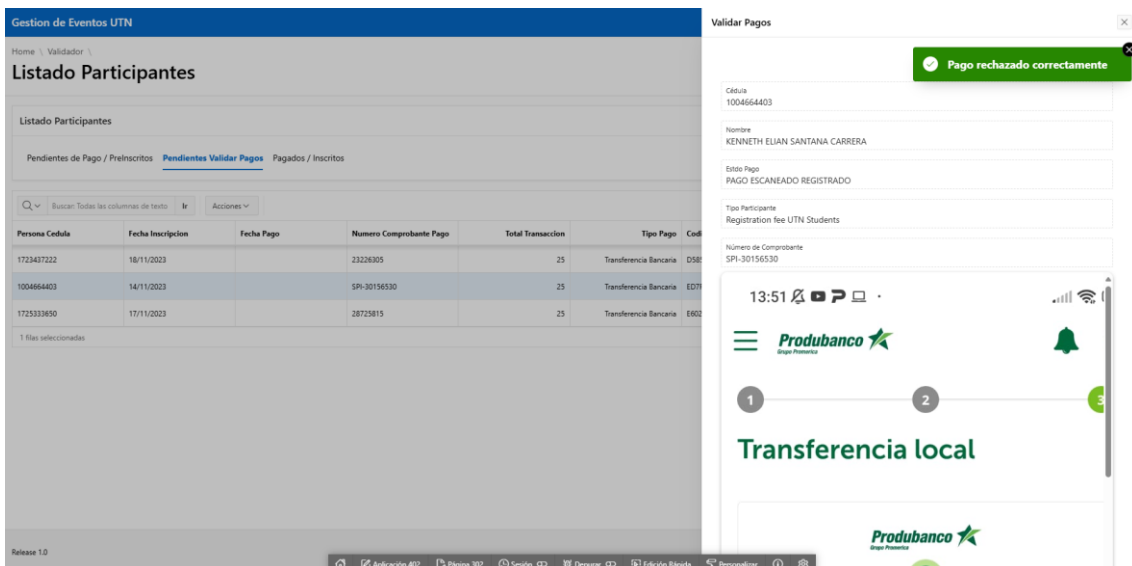 Gestion de Eventos UTN
Home \ Validador \
Listado Participantes
Listado Participantes
Pendientes de Pago / PreInscritos Pendientes Validar Pagos Pagados / Inscritos
Buscan Todas las columnas de texto Ir Acciones
Persona Cedula Fecha Inscripcion Fecha Pago Numero Comprobante Pago Total Transaccion Tipo Pago Codi
1723437222 18/11/2023 23226305 25 Transferencia Bancaria D585
1004664403 14/11/2023 SPI-30156530 25 Transferencia Bancaria
1725333650 17/11/2023 28725815 25 Transferencia Bancaria E602
1 filas seleccionadas
Release 1.0
Aplicación 402 Página 302 Sesión Depurar Edición Rápida Personalizar
Validar Pagos
Pago rechazado correctamente
Cédula
1004664403
Nombre
KENNETH ELIAN SANTANA CARRERA
Estdo Pago
PAGO ESCANEADO REGISTRADO
Tipo Participante
Registration fee UTN Students
Número de Comprobante
SPI-30156530
13:51
Produbanco
Grupo Promerica
1 2 3
Transferencia local
Produbanco
Grupo Promerica